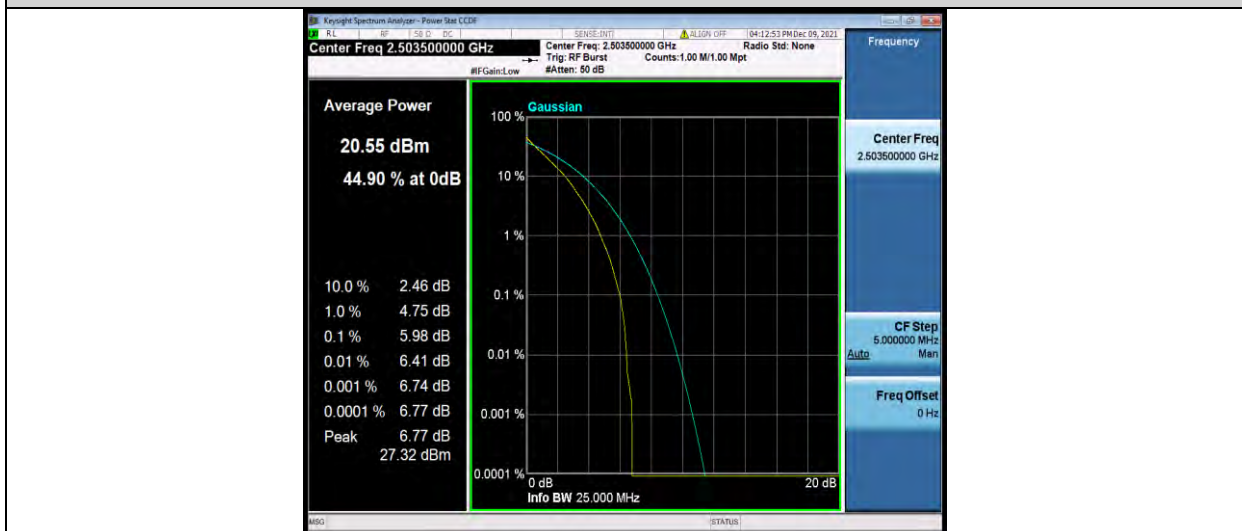 Keysight Spectrum Analyzer - Power Stat CCDF
RL RF 50 Ω DC SENSE:INT ALIGN OFF 04:12:53 PM Dec 09, 2021
Center Freq 2.503500000 GHz
Center Freq: 2.503500000 GHz Radio Std: None
Trig: RF Burst Counts:1.00 M/1.00 Mpt
#IFGain:Low #Atten: 50 dB
Frequency
Average Power
20.55 dBm
44.90 % at 0dB
10.0 % 2.46 dB
1.0 % 4.75 dB
0.1 % 5.98 dB
0.01 % 6.41 dB
0.001 % 6.74 dB
0.0001 % 6.77 dB
Peak 6.77 dB
27.32 dBm
Gaussian
100 %
10 %
1 %
0.1 %
0.01 %
0.001 %
0.0001 %
0 dB 20 dB
Info BW 25.000 MHz
Center Freq
2.503500000 GHz
CF Step
5.000000 MHz
Auto Man
Freq Offset
0 Hz
MSG STATUS